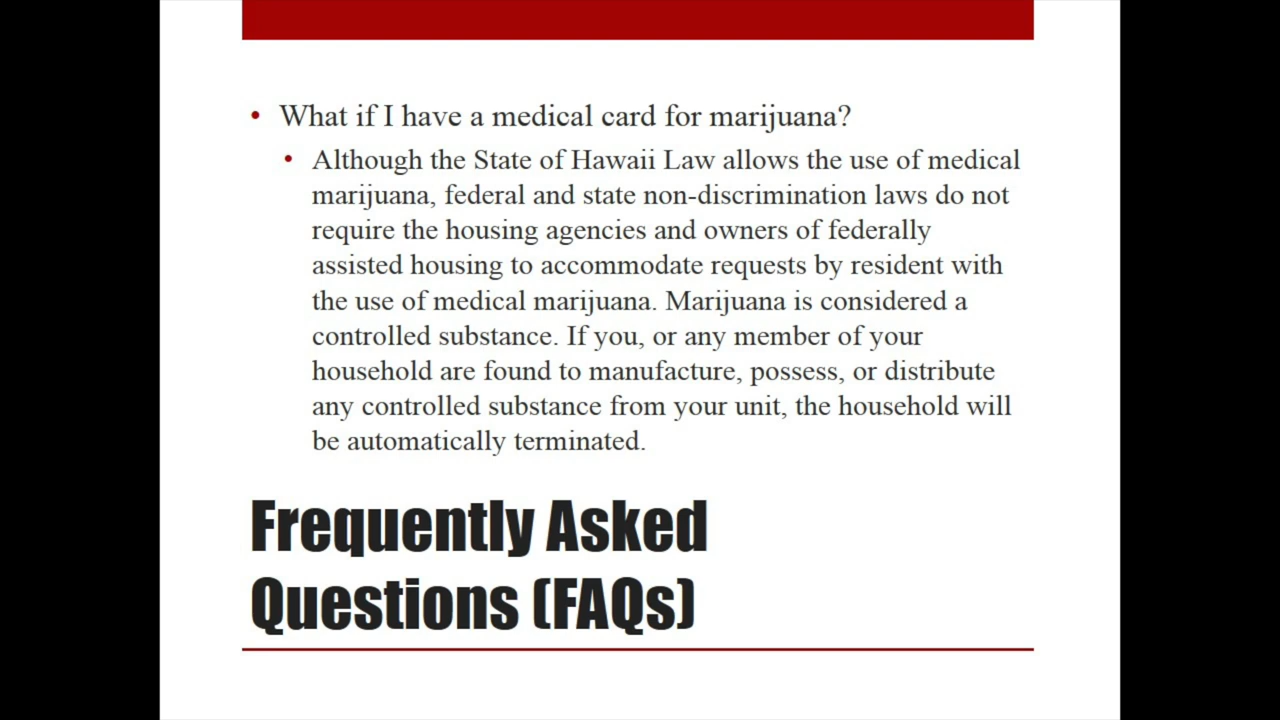 • What if I have a medical card for marijuana?
• Although the State of Hawaii Law allows the use of medical
marijuana, federal and state non-discrimination laws do not
require the housing agencies and owners of federally
assisted housing to accommodate requests by resident with
the use of medical marijuana. Marijuana is considered a
controlled substance. If you, or any member of your
household are found to manufacture, possess, or distribute
any controlled substance from your unit, the household will
be automatically terminated.
Frequently Asked
Questions (FAQs)